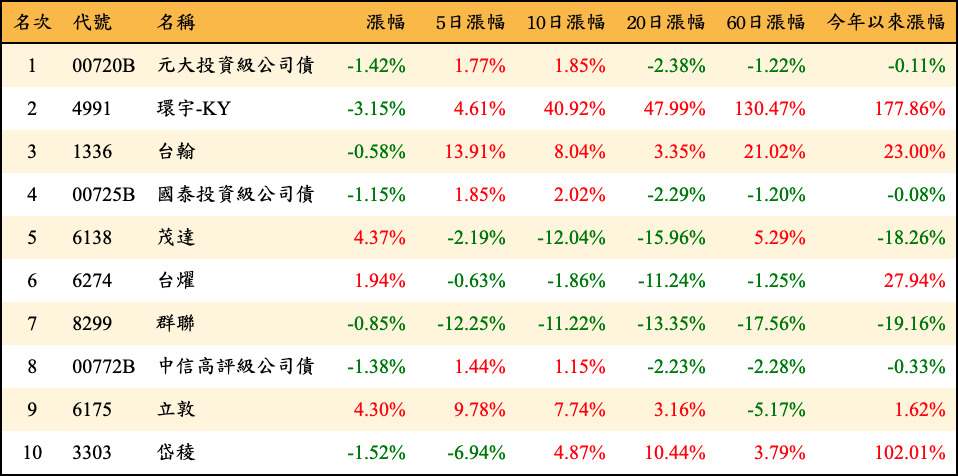 名次 代號 名稱 漲幅 5日漲幅 10日漲幅 20日漲幅 60日漲幅 今年以來漲幅
1 00720B 元大投資級公司債 -1.42% 1.77% 1.85% -2.38% -1.22% -0.11%
2 4991 環宇-KY -3.15% 4.61% 40.92% 47.99% 130.47% 177.86%
3 1336 台翰 -0.58% 13.91% 8.04% 3.35% 21.02% 23.00%
4 00725B 國泰投資級公司債 -1.15% 1.85% 2.02% -2.29% -1.20% -0.08%
5 6138 茂達 4.37% -2.19% -12.04% -15.96% 5.29% -18.26%
6 6274 台燿 1.94% -0.63% -1.86% -11.24% -1.25% 27.94%
7 8299 群聯 -0.85% -12.25% -11.22% -13.35% -17.56% -19.16%
8 00772B 中信高評級公司債 -1.38% 1.44% 1.15% -2.23% -2.28% -0.33%
9 6175 立敦 4.30% 9.78% 7.74% 3.16% -5.17% 1.62%
10 3303 岱稜 -1.52% -6.94% 4.87% 10.44% 3.79% 102.01%